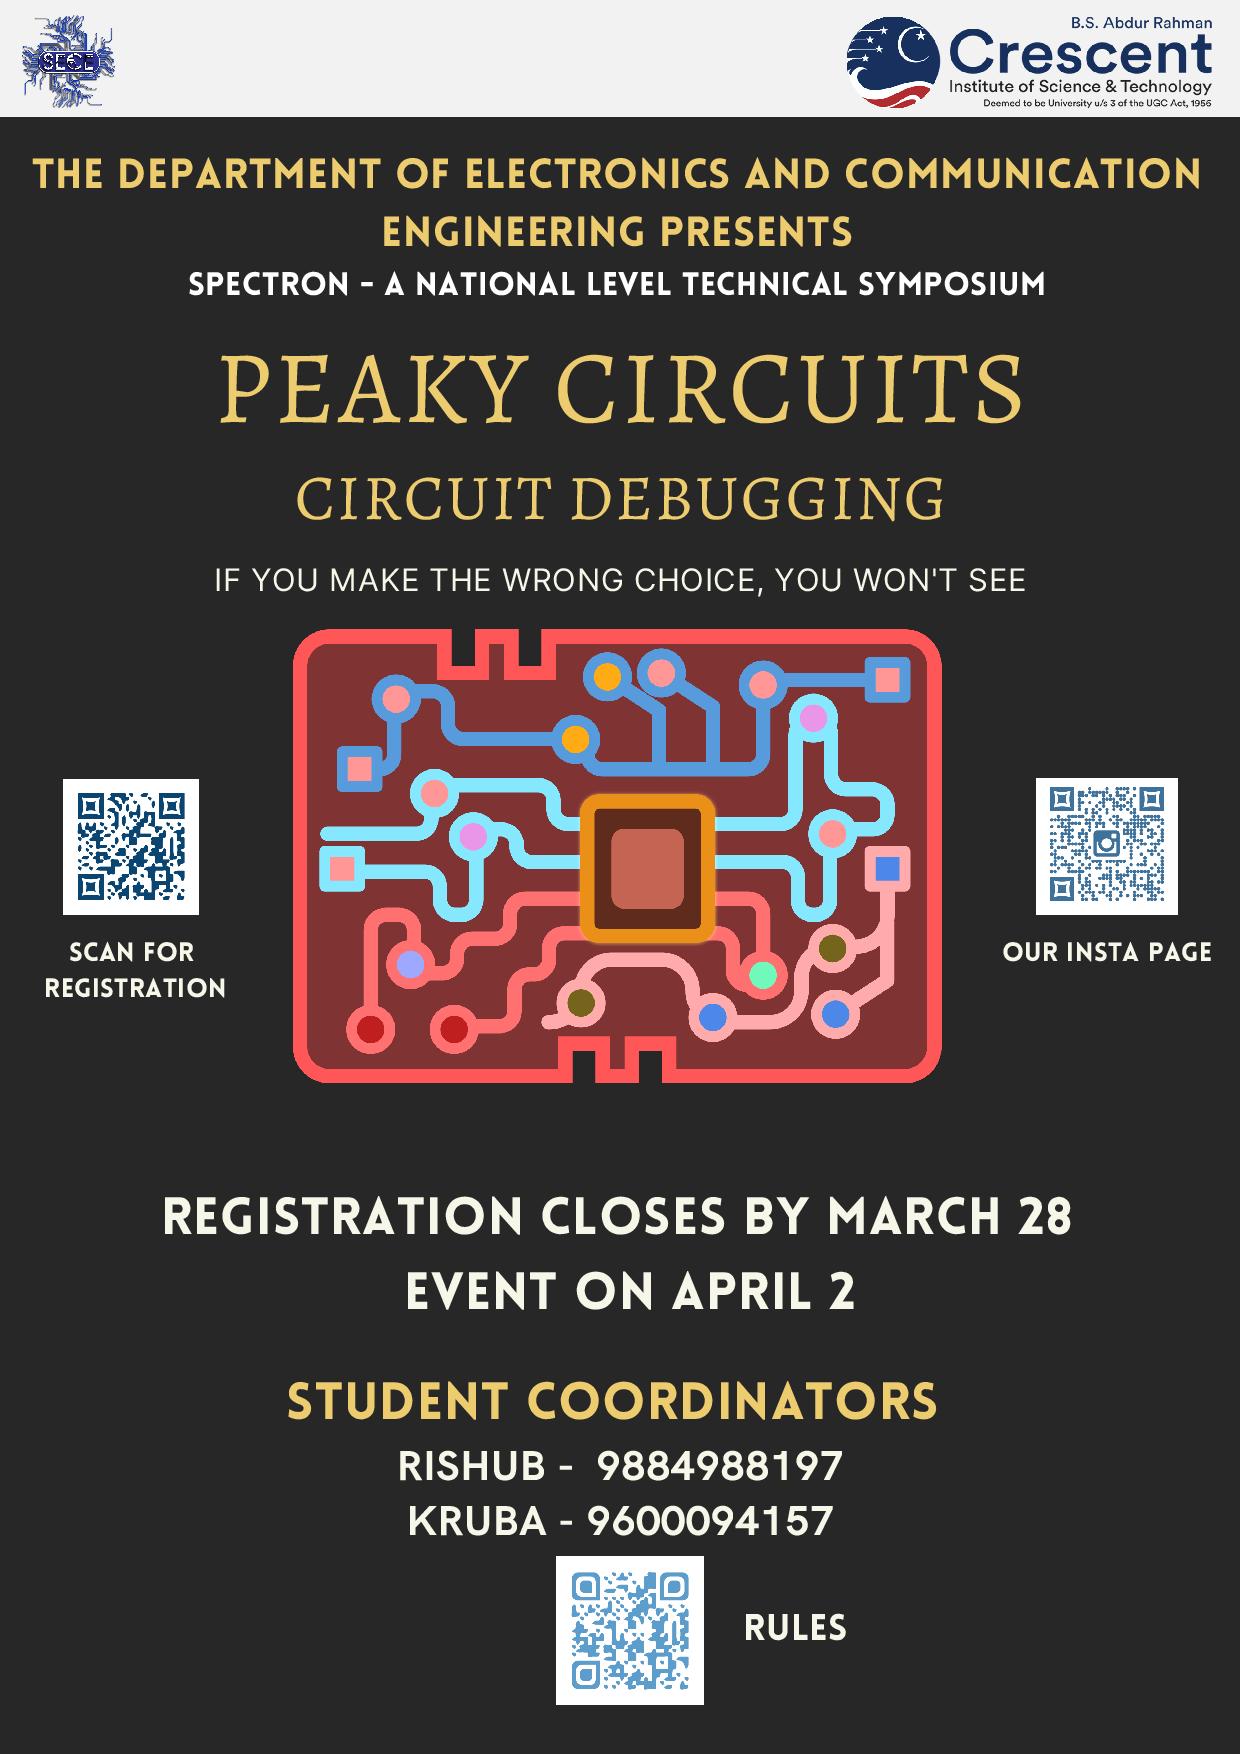 SECE
B.S. Abdur Rahman
Crescent
Institute of Science & Technology
Deemed to be University u/s 3 of the UGC Act, 1956
THE DEPARTMENT OF ELECTRONICS AND COMMUNICATION
ENGINEERING PRESENTS
SPECTRON - A NATIONAL LEVEL TECHNICAL SYMPOSIUM
PEAKY CIRCUITS
CIRCUIT DEBUGGING
IF YOU MAKE THE WRONG CHOICE, YOU WON'T SEE
SCAN FOR
REGISTRATION
OUR INSTA PAGE
REGISTRATION CLOSES BY MARCH 28
EVENT ON APRIL 2
STUDENT COORDINATORS
RISHUB - 9884988197
KRUBA - 9600094157
RULES